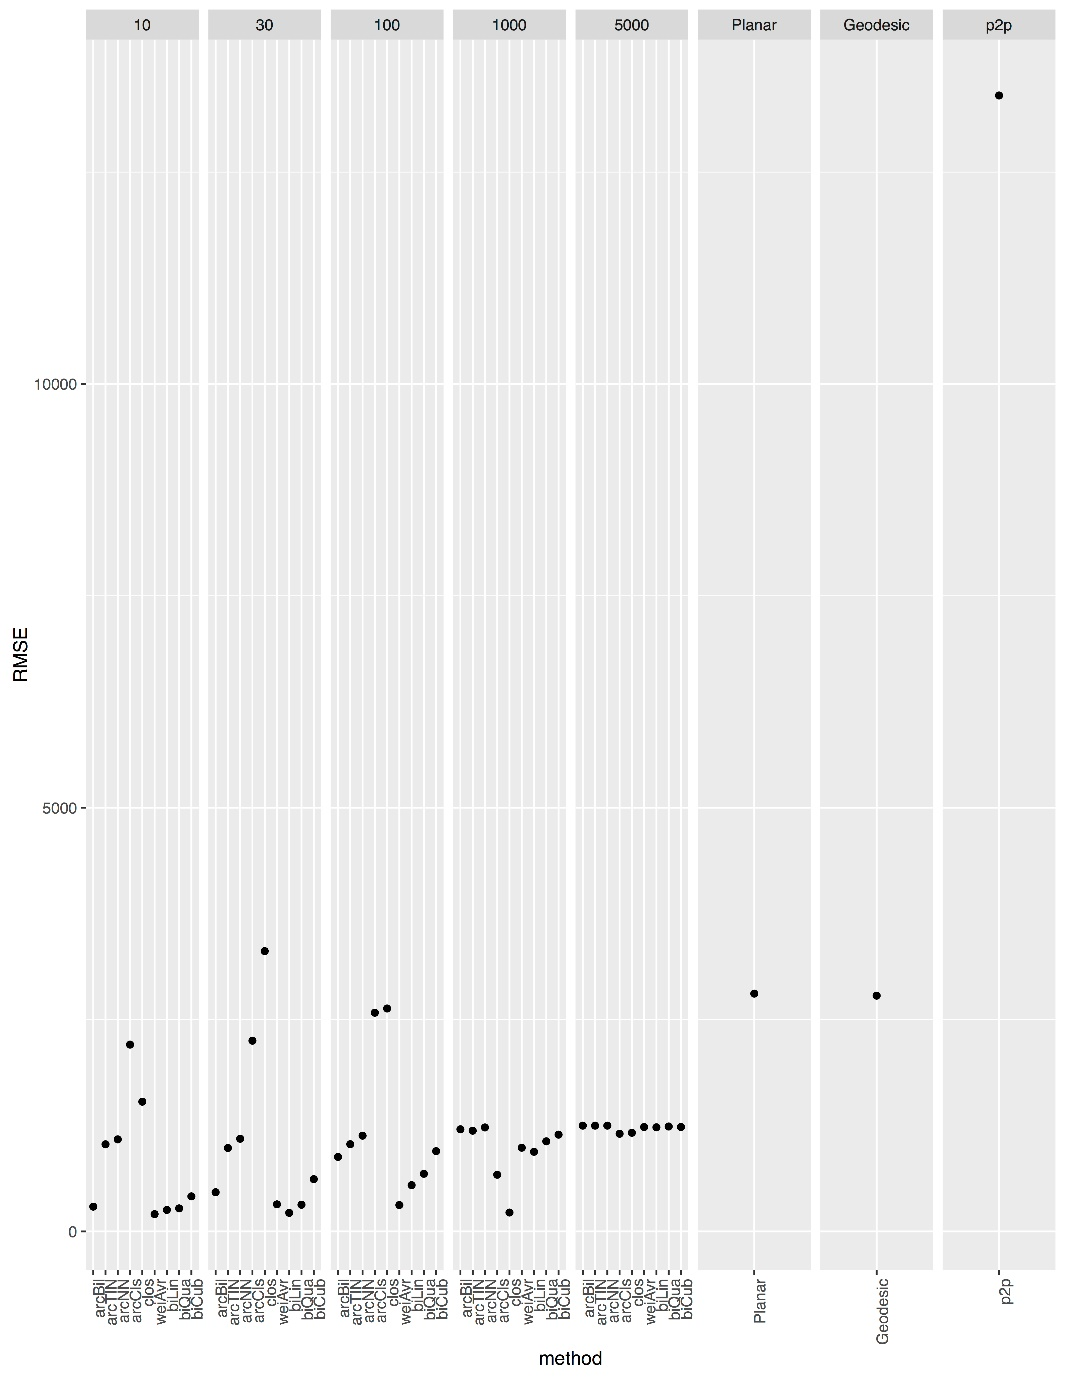 10 30 100 1000 5000 Planar Geodesic p2p
10000
5000
0
RMSE
arcBil arcTIN arcNN arcCls clos weiAvr biLin biQua biCub arcBil arcTIN arcNN arcCls clos weiAvr biLin biQua biCub arcBil arcTIN arcNN arcCls clos weiAvr biLin biQua biCub arcBil arcTIN arcNN arcCls clos weiAvr biLin biQua biCub arcBil arcTIN arcNN arcCls clos weiAvr biLin biQua biCub Planar Geodesic p2p
method